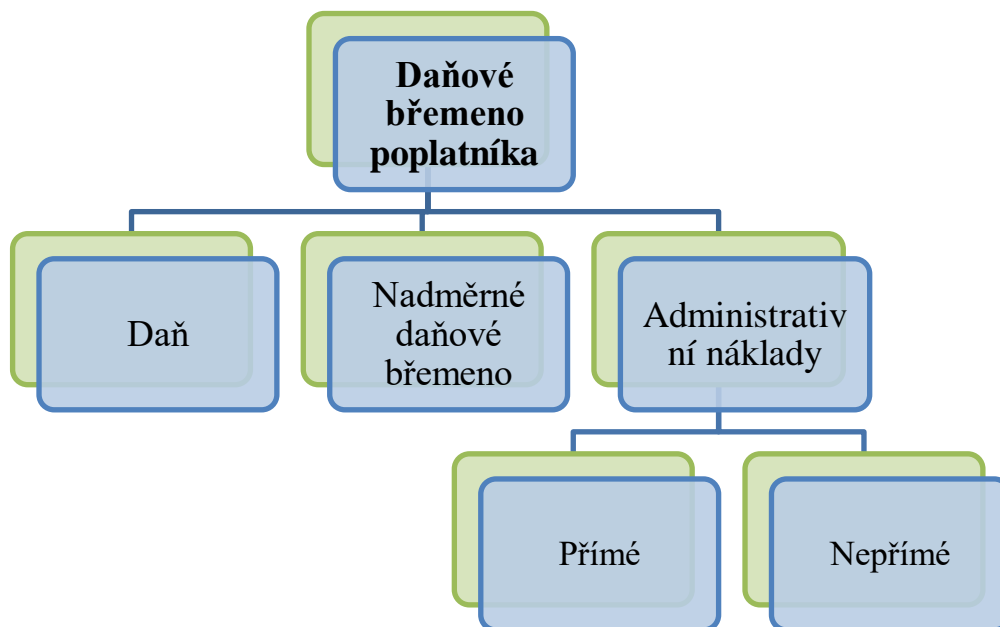 Daňové
břemeno
poplatníka
Daň
Nadměrné
daňové
břemeno
Administrativ
ní náklady
Přímé
Nepřímé